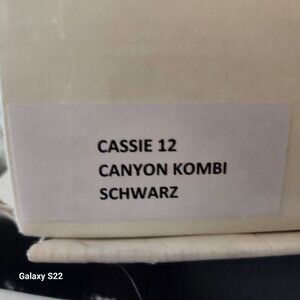 CASSIE 12
CANYON KOMBI
SCHWARZ
Galaxy S22